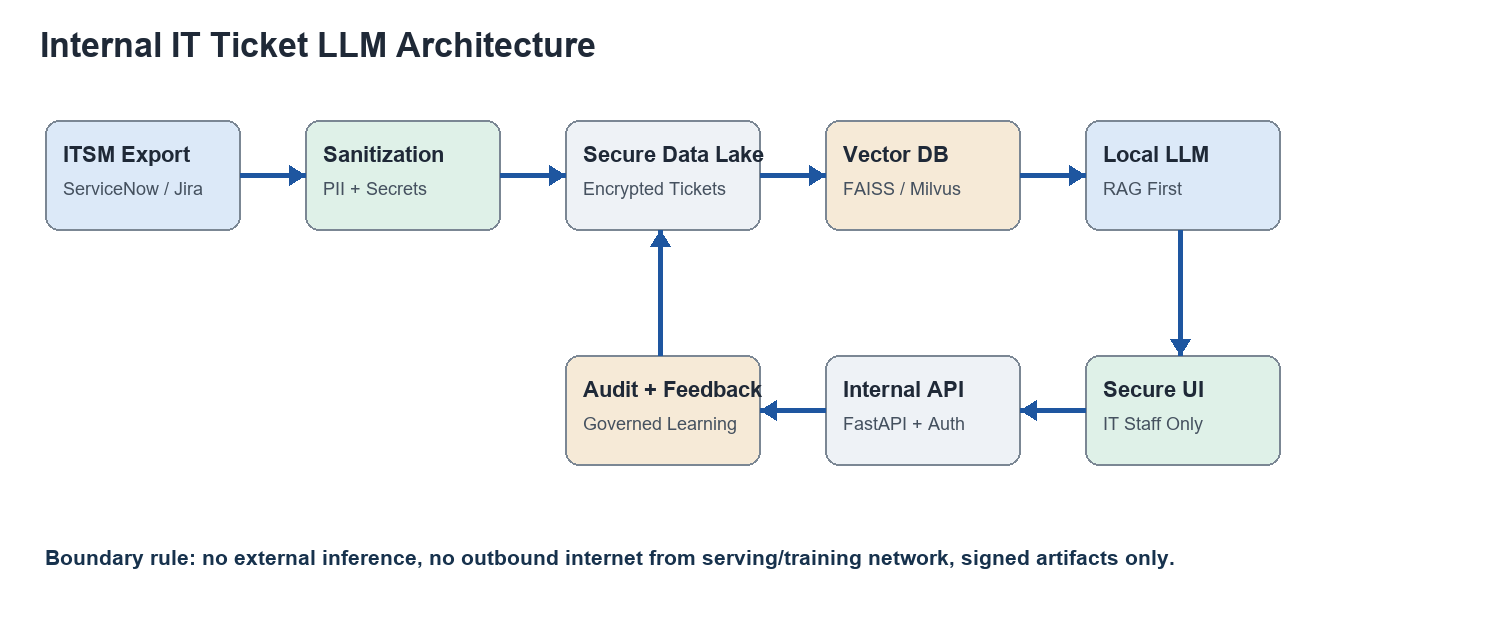 Internal IT Ticket LLM Architecture
ITSM Export
ServiceNow / Jira
Sanitization
PII + Secrets
Secure Data Lake
Encrypted Tickets
Vector DB
FAISS / Milvus
Local LLM
RAG First
Audit + Feedback
Governed Learning
Internal API
FastAPI + Auth
Secure UI
IT Staff Only
Boundary rule: no external inference, no outbound internet from serving/training network, signed artifacts only.